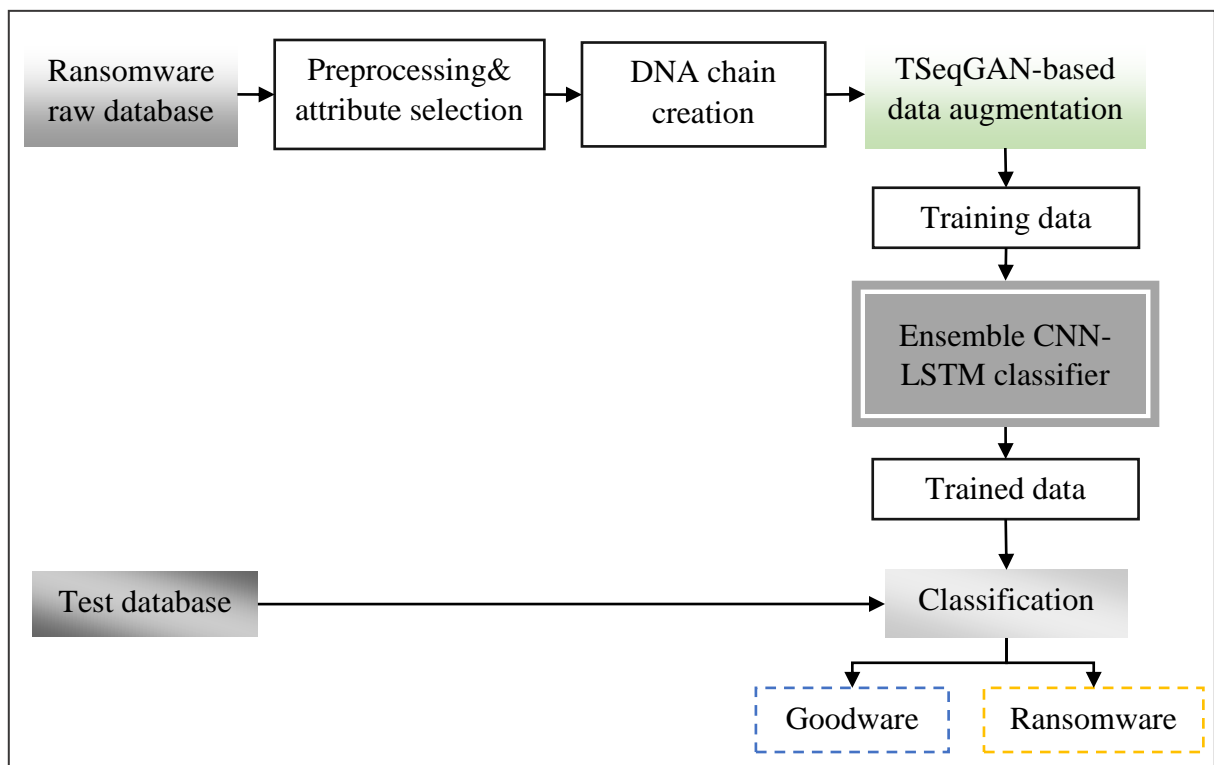 Ransomware
raw database
Preprocessing&
attribute selection
DNA chain
creation
TSeqGAN-based
data augmentation
Training data
Ensemble CNN-
LSTM classifier
Trained data
Test database
Classification
Goodware
Ransomware